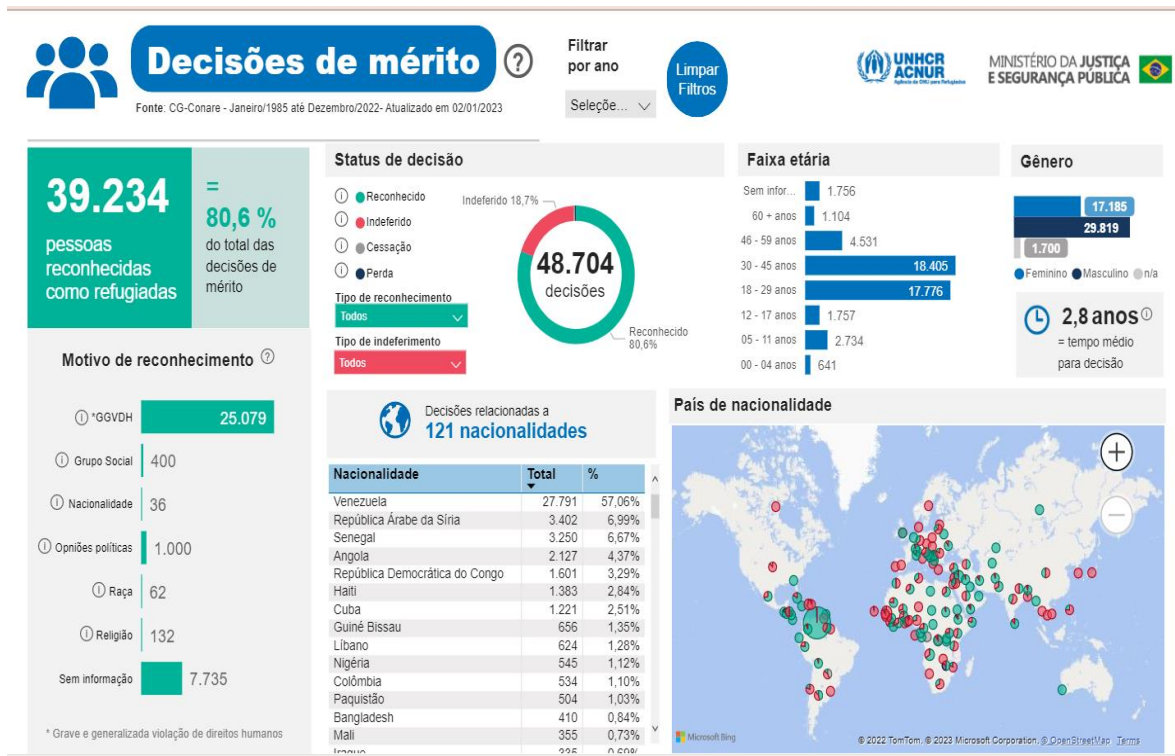 Decisões de mérito
?
Fonte: CG-Conare - Janeiro/1985 até Dezembro/2022- Atualizado em 02/01/2023
Filtrar
por ano
Seleçõe...
Limpar
Filtros
UNHCR
ACNUR
Agência da ONU para Refugiados
MINISTÉRIO DA JUSTIÇA
E SEGURANÇA PÚBLICA
39.234
pessoas
reconhecidas
como refugiadas
=
80,6 %
do total das
decisões de
mérito
Motivo de reconhecimento ?
*GGVDH 25.079
Grupo Social 400
Nacionalidade 36
Opniões políticas 1.000
Raça 62
Religião 132
Sem informação 7.735
* Grave e generalizada violação de direitos humanos
Status de decisão
Reconhecido
Indeferido
Cessação
Perda
Tipo de reconhecimento
Todos
Tipo de indeferimento
Todos
Indeferido 18,7%
48.704
decisões
Reconhecido
80,6%
Faixa etária
Sem infor... 1.756
60 + anos 1.104
46 - 59 anos 4.531
30 - 45 anos 18.405
18 - 29 anos 17.776
12 - 17 anos 1.757
05 - 11 anos 2.734
00 - 04 anos 641
Gênero
17.185
29.819
1.700
Feminino Masculino n/a
2,8 anos
= tempo médio
para decisão
Decisões relacionadas a
121 nacionalidades
Nacionalidade Total %
Venezuela 27.791 57,06%
República Árabe da Síria 3.402 6,99%
Senegal 3.250 6,67%
Angola 2.127 4,37%
República Democrática do Congo 1.601 3,29%
Haiti 1.383 2,84%
Cuba 1.221 2,51%
Guiné Bissau 656 1,35%
Líbano 624 1,28%
Nigéria 545 1,12%
Colômbia 534 1,10%
Paquistão 504 1,03%
Bangladesh 410 0,84%
Mali 355 0,73%
Iraque 335 0,69%
País de nacionalidade
Microsoft Bing
© 2022 TomTom, © 2023 Microsoft Corporation, © OpenStreetMap Terms